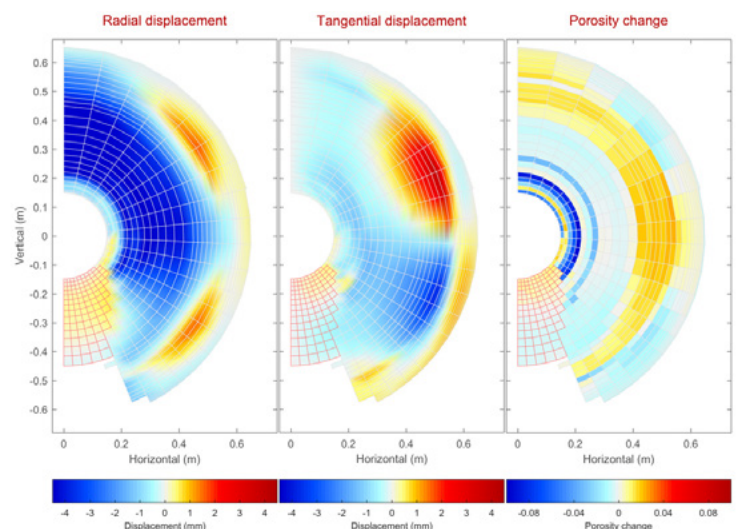 Radial displacement Tangential displacement Porosity change
0.6
0.5
0.4
0.3
0.2
0.1
0
-0.1
-0.2
-0.3
-0.4
-0.5
-0.6
Vertical (m)
0 0.2 0.4 0.6 0 0.2 0.4 0.6 0 0.2 0.4 0.6
Horizontal (m) Horizontal (m) Horizontal (m)
-4 -3 -2 -1 0 1 2 3 4 -4 -3 -2 -1 0 1 2 3 4 -0.08 -0.04 0 0.04 0.08
Displacement (mm) Displacement (mm) Porosity change